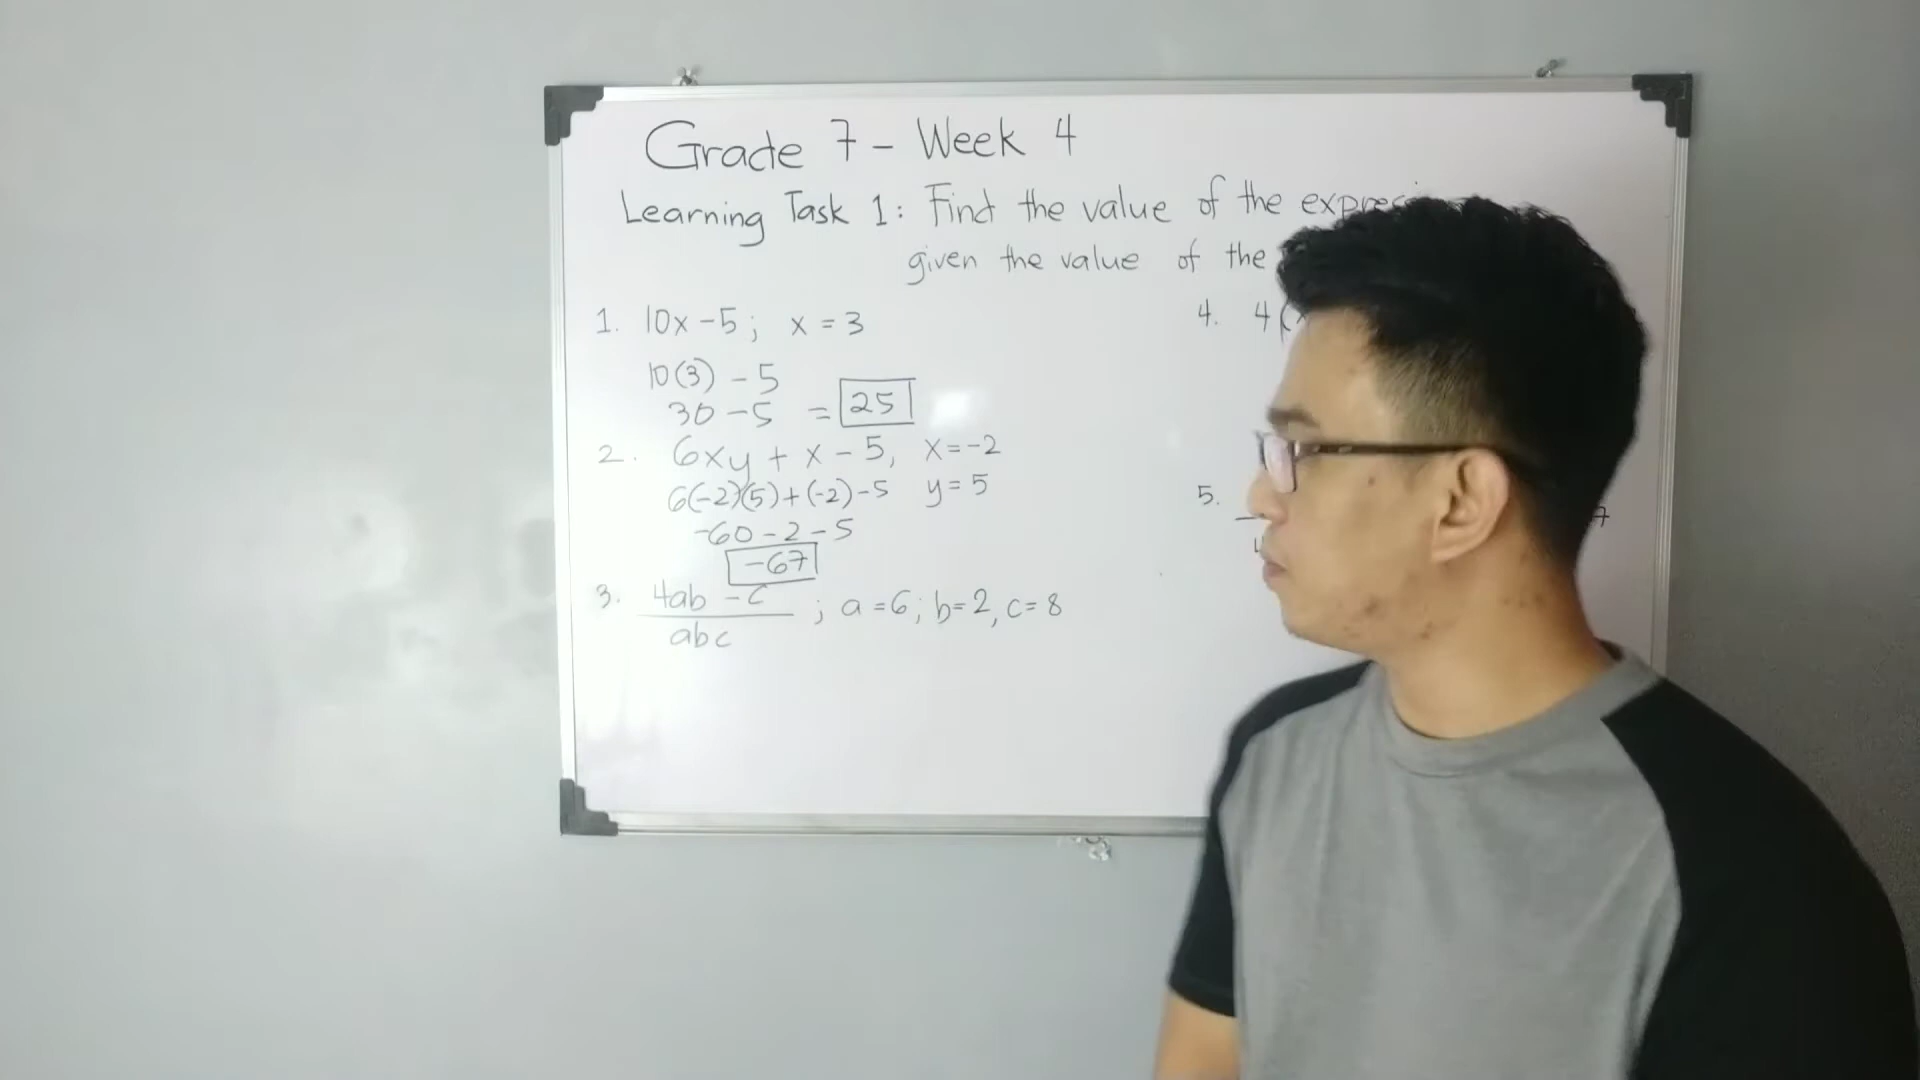 Grade 7 - Week 4
Learning Task 1: Find the value of the
given the value of the
1. 10x - 5; x = 3
10(3) - 5
30 - 5 = 25
2. 6xy + x - 5, x = -2
6(-2)(5) + (-2) - 5 y = 5
-60 - 2 - 5
-67
3. 4ab - c
abc
; a = 6; b = 2, c = 8
4. 4(
5.
7